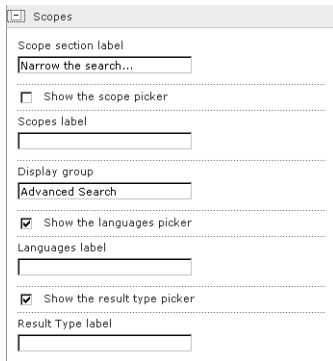 Scopes
Scope section label
Narrow the search...
Show the scope picker
Scopes label
Display group
Advanced Search
Show the languages picker
Languages label
Show the result type picker
Result Type label